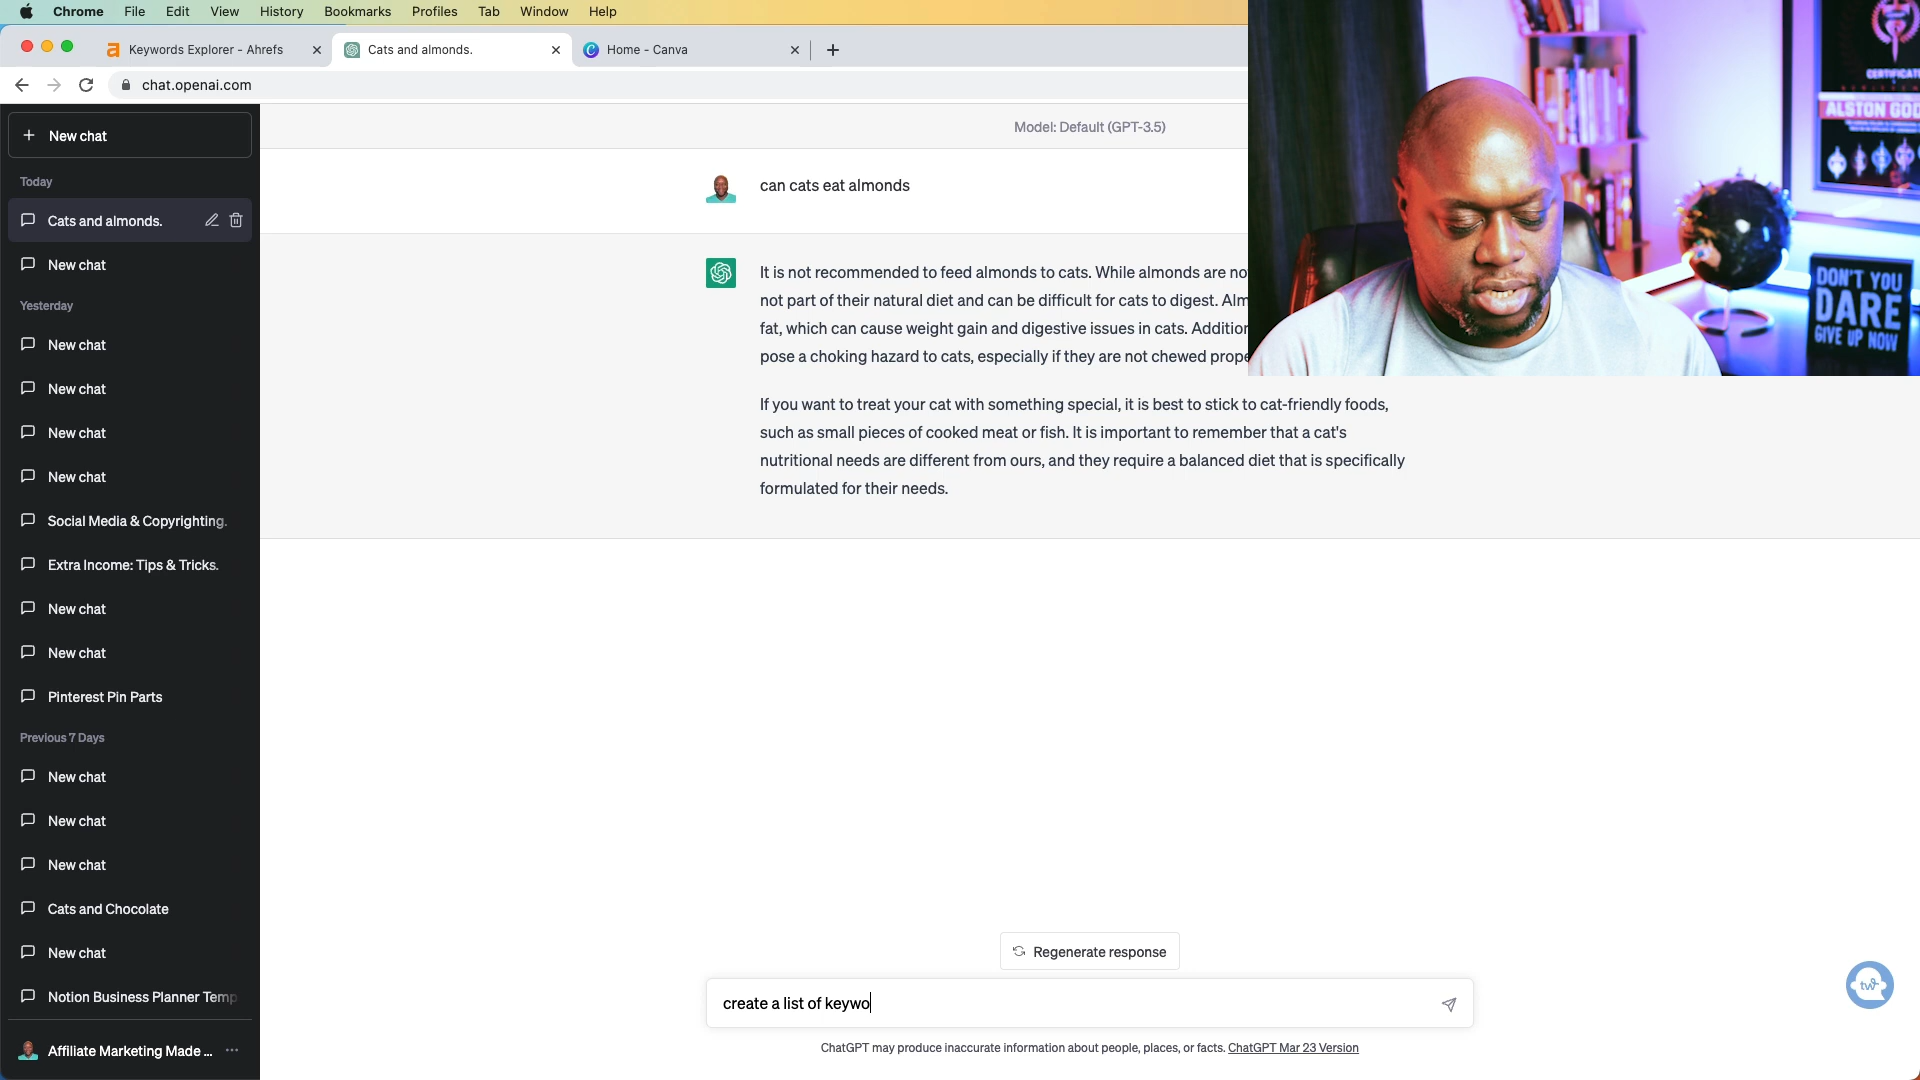 Chrome File Edit View History Bookmarks Profiles Tab Window Help
Keywords Explorer - Ahrefs
Cats and almonds.
Home - Canva
chat.openai.com
New chat
Today
Cats and almonds.
New chat
Yesterday
New chat
New chat
New chat
New chat
Social Media & Copyrighting.
Extra Income: Tips & Tricks.
New chat
New chat
Pinterest Pin Parts
Previous 7 Days
New chat
New chat
New chat
Cats and Chocolate
New chat
Notion Business Planner Temp
Affiliate Marketing Made ...
Model: Default (GPT-3.5)
can cats eat almonds
It is not recommended to feed almonds to cats. While almonds are no
not part of their natural diet and can be difficult for cats to digest. Alm
fat, which can cause weight gain and digestive issues in cats. Addition
pose a choking hazard to cats, especially if they are not chewed prope
If you want to treat your cat with something special, it is best to stick to cat-friendly foods,
such as small pieces of cooked meat or fish. It is important to remember that a cat's
nutritional needs are different from ours, and they require a balanced diet that is specifically
formulated for their needs.
Regenerate response
create a list of keywo
ChatGPT may produce inaccurate information about people, places, or facts. ChatGPT Mar 23 Version
CERTIFICAT
ALSTON GOD
DON'T YOU
DARE
GIVE UP NOW